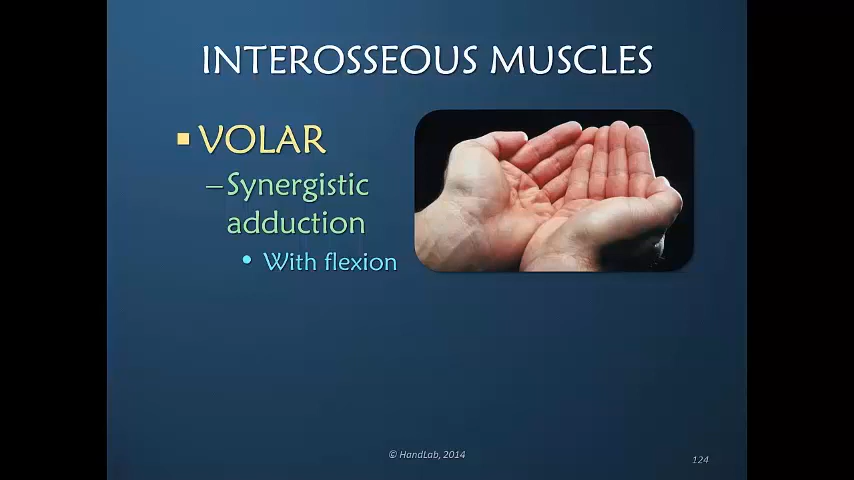 INTEROSSEOUS MUSCLES
▪ VOLAR
–Synergistic
adduction
• With flexion
© HandLab, 2014
124